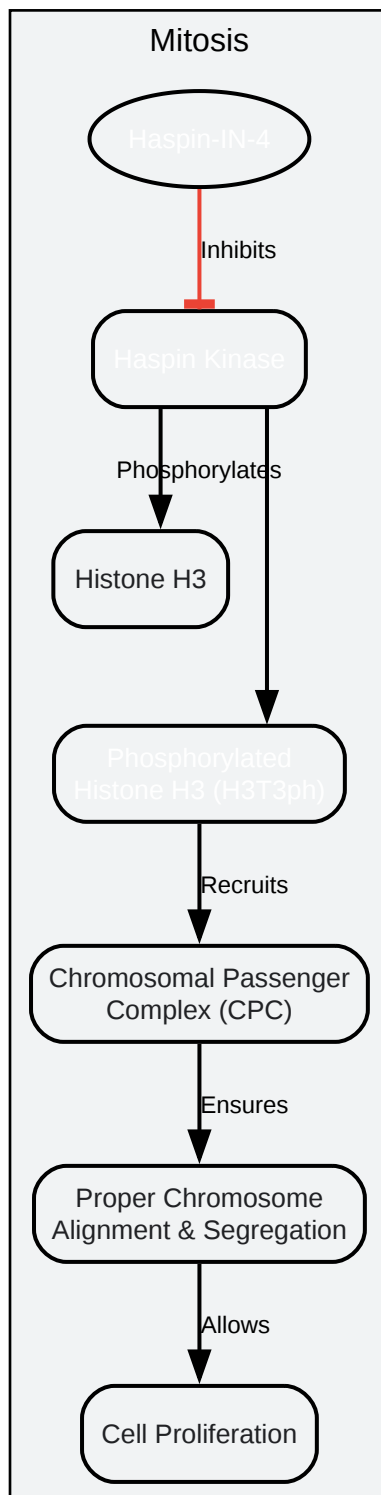 Mitosis
Haspin-IN-4
Inhibits
Haspin Kinase
Phosphorylates
Histone H3
Phosphorylated
Histone H3 (H3T3ph)
Recruits
Chromosomal Passenger
Complex (CPC)
Ensures
Proper Chromosome
Alignment & Segregation
Allows
Cell Proliferation